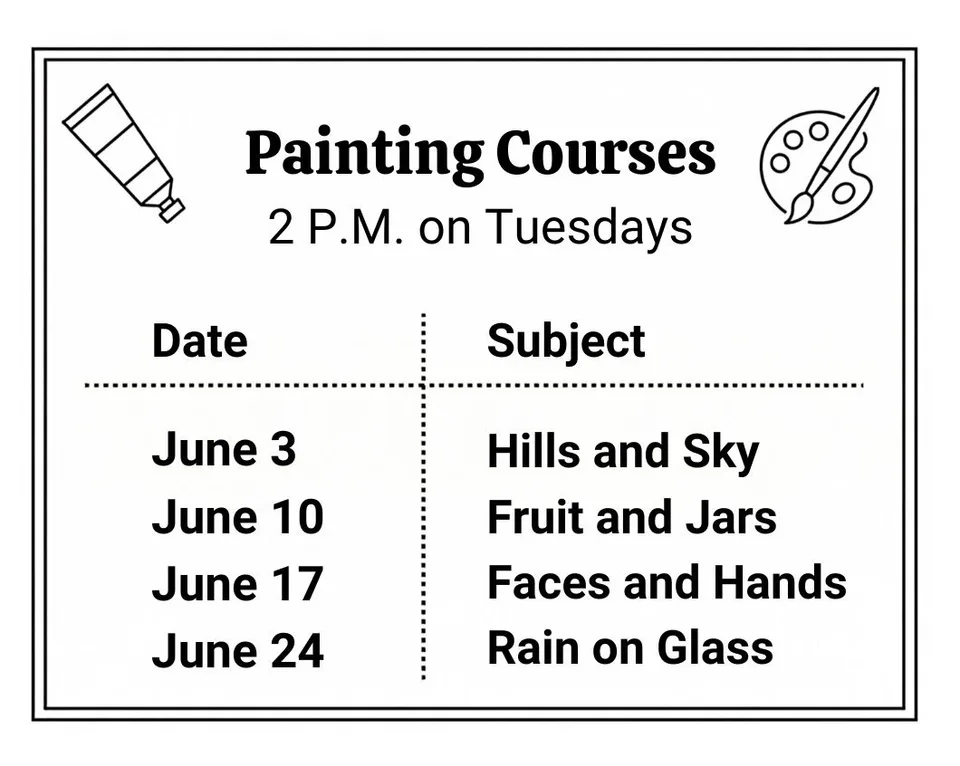 Painting Courses
2 P.M. on Tuesdays
Date Subject
June 3 Hills and Sky
June 10 Fruit and Jars
June 17 Faces and Hands
June 24 Rain on Glass